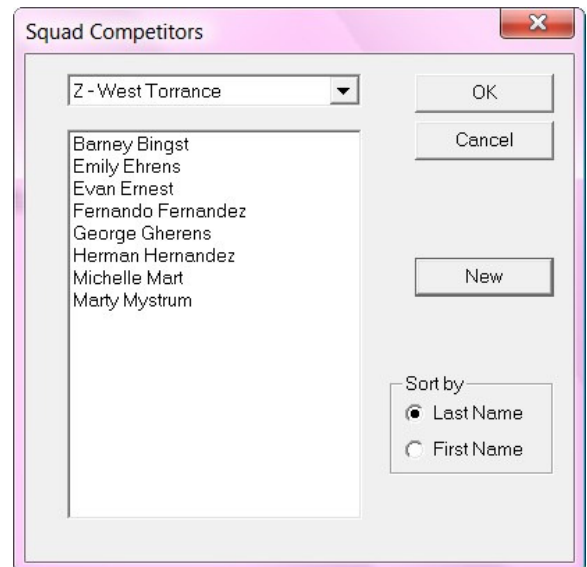 Squad Competitors
Z - West Torrance
OK
Cancel
Barney Bingst
Emily Ehrens
Evan Ernest
Fernando Fernandez
George Gherens
Herman Hernandez
Michelle Mart
Marty Mystrum
New
Sort by
Last Name
First Name